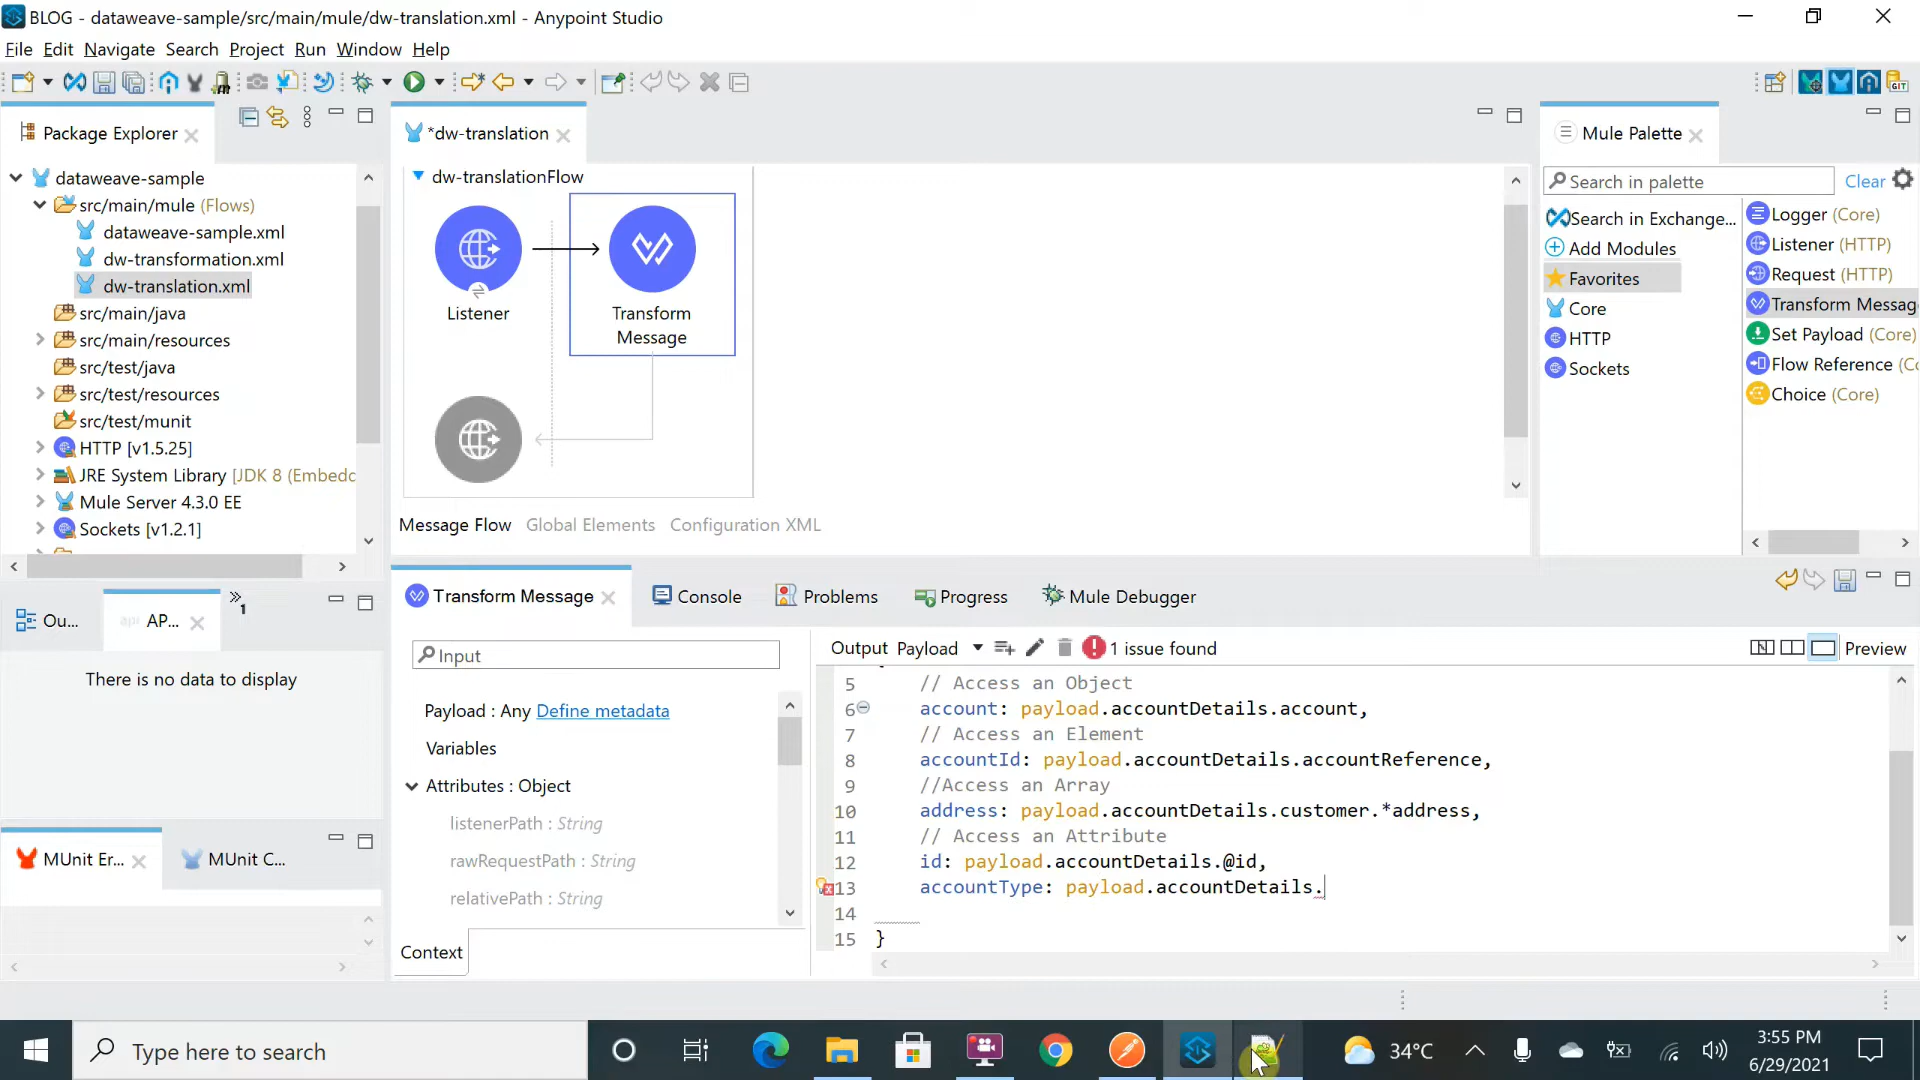 BLOG - dataweave-sample/src/main/mule/dw-translation.xml - Anypoint Studio
File Edit Navigate Search Project Run Window Help
GIT
Package Explorer
dataweave-sample
src/main/mule (Flows)
dataweave-sample.xml
dw-transformation.xml
dw-translation.xml
src/main/java
src/main/resources
src/test/java
src/test/resources
src/test/munit
HTTP [v1.5.25]
JRE System Library [JDK 8 (Embedc
Mule Server 4.3.0 EE
Sockets [v1.2.1]
*dw-translation
dw-translationFlow
Listener
Transform
Message
Message Flow Global Elements Configuration XML
Mule Palette
Search in palette
Clear
Search in Exchange...
Add Modules
Favorites
Core
HTTP
Sockets
Logger (Core)
Listener (HTTP)
Request (HTTP)
Transform Messag
Set Payload (Core)
Flow Reference (Cc
Choice (Core)
Ou...
api AP...
1
There is no data to display
MUnit Er...
MUnit C...
Transform Message
Console
Problems
Progress
Mule Debugger
Input
Payload : Any Define metadata
Variables
Attributes : Object
listenerPath : String
rawRequestPath : String
relativePath : String
Context
Output Payload
1 issue found
Preview
5 // Access an Object
6 account: payload.accountDetails.account,
7 // Access an Element
8 accountId: payload.accountDetails.accountReference,
9 //Access an Array
10 address: payload.accountDetails.customer.*address,
11 // Access an Attribute
12 id: payload.accountDetails.@id,
13 accountType: payload.accountDetails.
14
15 }
Type here to search
34°C
3:55 PM
6/29/2021